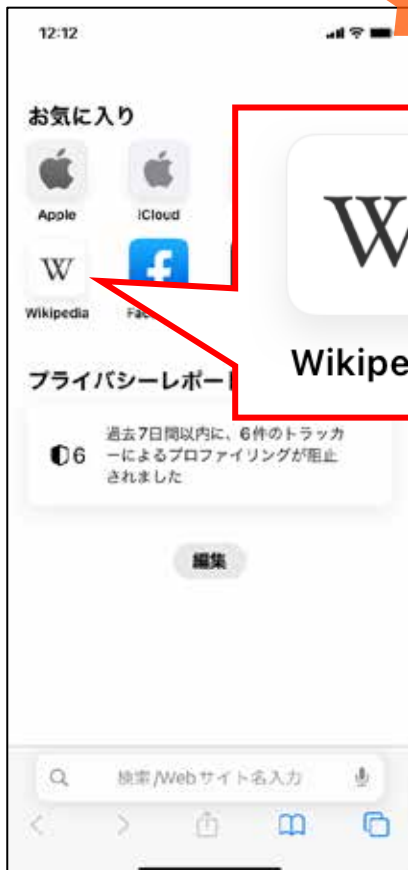 12:12
お気に入り
Apple
iCloud
W
W
Wikipedia
Fac
Wikipe
プライバシーレポート
6
過去7日間以内に、6件のトラッカ
ーによるプロファイリングが阻止
されました
編集
検索/Webサイト名入力